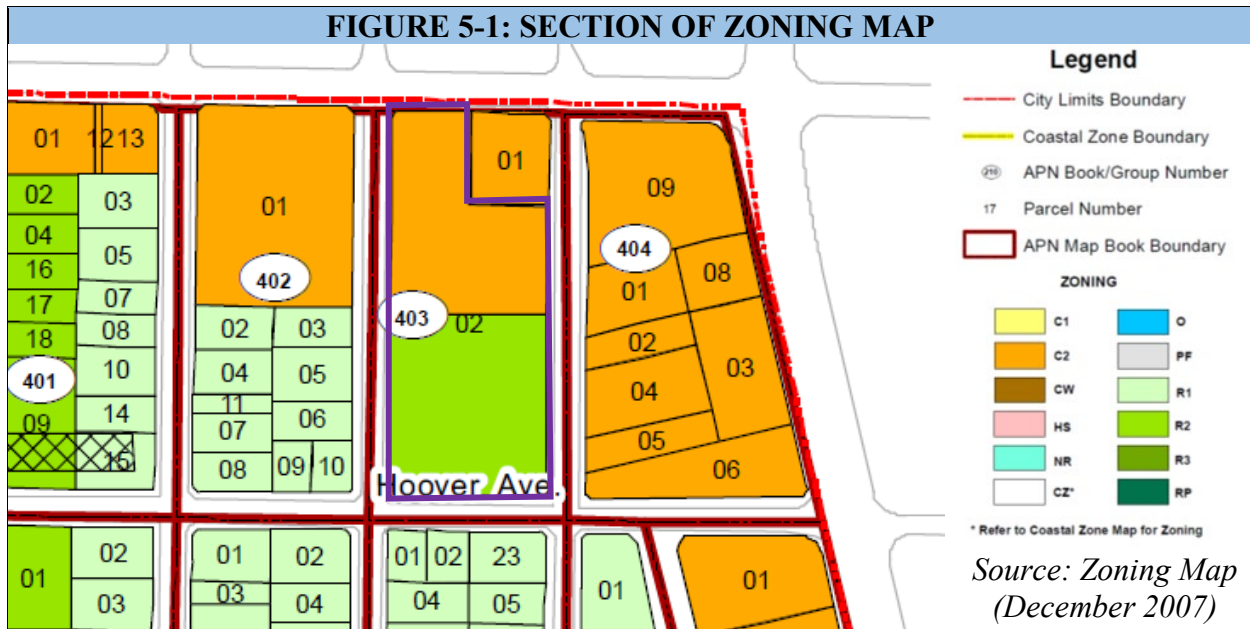 FIGURE 5-1: SECTION OF ZONING MAP
Legend
City Limits Boundary
Coastal Zone Boundary
210 APN Book/Group Number
17 Parcel Number
APN Map Book Boundary
ZONING
C1 O
C2 PF
CW R1
HS R2
NR R3
CZ* RP
* Refer to Coastal Zone Map for Zoning
Source: Zoning Map
(December 2007)
01 12 13
02 03
04
05
16
17 07
18 08
401
10
09 14
15
01
402
02 03
04 05
11
07 06
08 09 10
01
403
02
Hoover Ave.
09
404
08
01
02
03
04
05
06
01 02
03
01 02
03 04
01 02 23
04 05
01
01